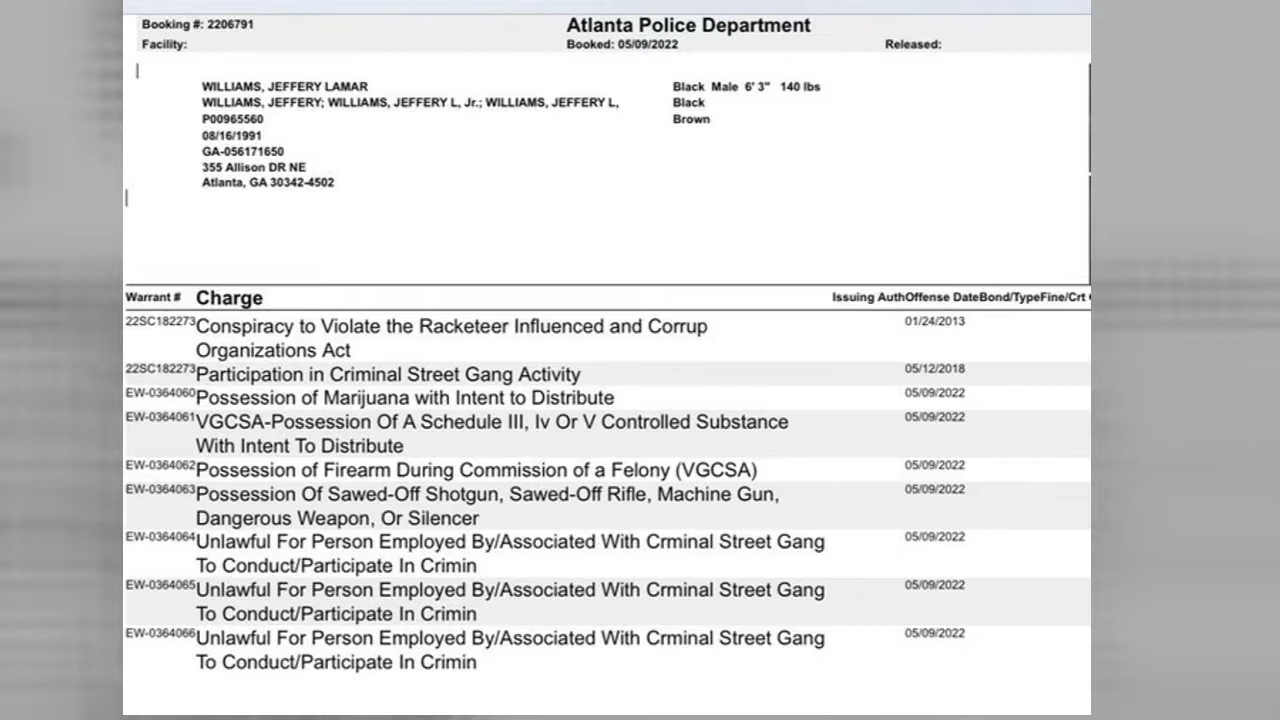 Booking #: 2206791 Atlanta Police Department
Facility: Booked: 05/09/2022 Released:
WILLIAMS, JEFFERY LAMAR Black Male 6' 3" 140 lbs
WILLIAMS, JEFFERY; WILLIAMS, JEFFERY L, Jr.; WILLIAMS, JEFFERY L, Black
P00965560 Brown
08/16/1991
GA-056171650
355 Allison DR NE
Atlanta, GA 30342-4502
Warrant # Charge Issuing AuthOffense DateBond/TypeFine/Crt
22SC182273 Conspiracy to Violate the Racketeer Influenced and Corrup 01/24/2013
Organizations Act
22SC182273 Participation in Criminal Street Gang Activity 05/12/2018
EW-0364060 Possession of Marijuana with Intent to Distribute 05/09/2022
EW-0364061 VGCSA-Possession Of A Schedule III, Iv Or V Controlled Substance 05/09/2022
With Intent To Distribute
EW-0364062 Possession of Firearm During Commission of a Felony (VGCSA) 05/09/2022
EW-0364063 Possession Of Sawed-Off Shotgun, Sawed-Off Rifle, Machine Gun, 05/09/2022
Dangerous Weapon, Or Silencer
EW-0364064 Unlawful For Person Employed By/Associated With Crminal Street Gang 05/09/2022
To Conduct/Participate In Crimin
EW-0364065 Unlawful For Person Employed By/Associated With Crminal Street Gang 05/09/2022
To Conduct/Participate In Crimin
EW-0364066 Unlawful For Person Employed By/Associated With Crminal Street Gang 05/09/2022
To Conduct/Participate In Crimin